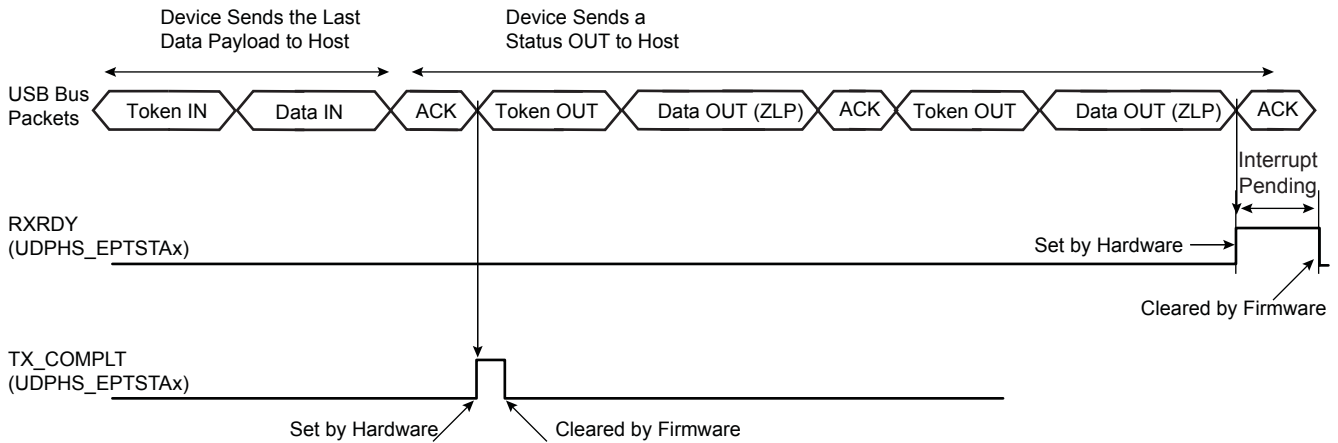 Device Sends the Last
Data Payload to Host
Device Sends a
Status OUT to Host
USB Bus
Packets
Token IN
Data IN
ACK
Token OUT
Data OUT (ZLP)
ACK
Token OUT
Data OUT (ZLP)
ACK
Interrupt
Pending
RXRDY
(UDPHS_EPTSTAx)
Set by Hardware
Cleared by Firmware
TX_COMPLT
(UDPHS_EPTSTAx)
Set by Hardware
Cleared by Firmware